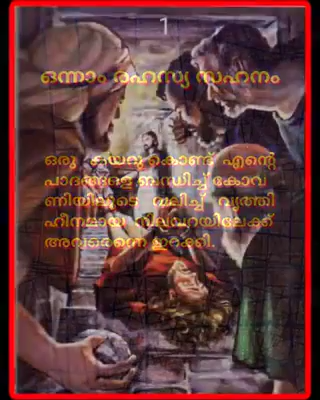 1
ഒന്നാം രഹസ്യ സഹനം
ഒരു കയറു കൊണ്ട് എന്റെ
പാദങ്ങളെ ബന്ധിച്ച് കോവ
ണിയിലൂടെ വലിച്ച് വൃത്തി
ഹീനമായ നിലവറയിലേക്ക്
അവരെന്നെ ഇറക്കി.